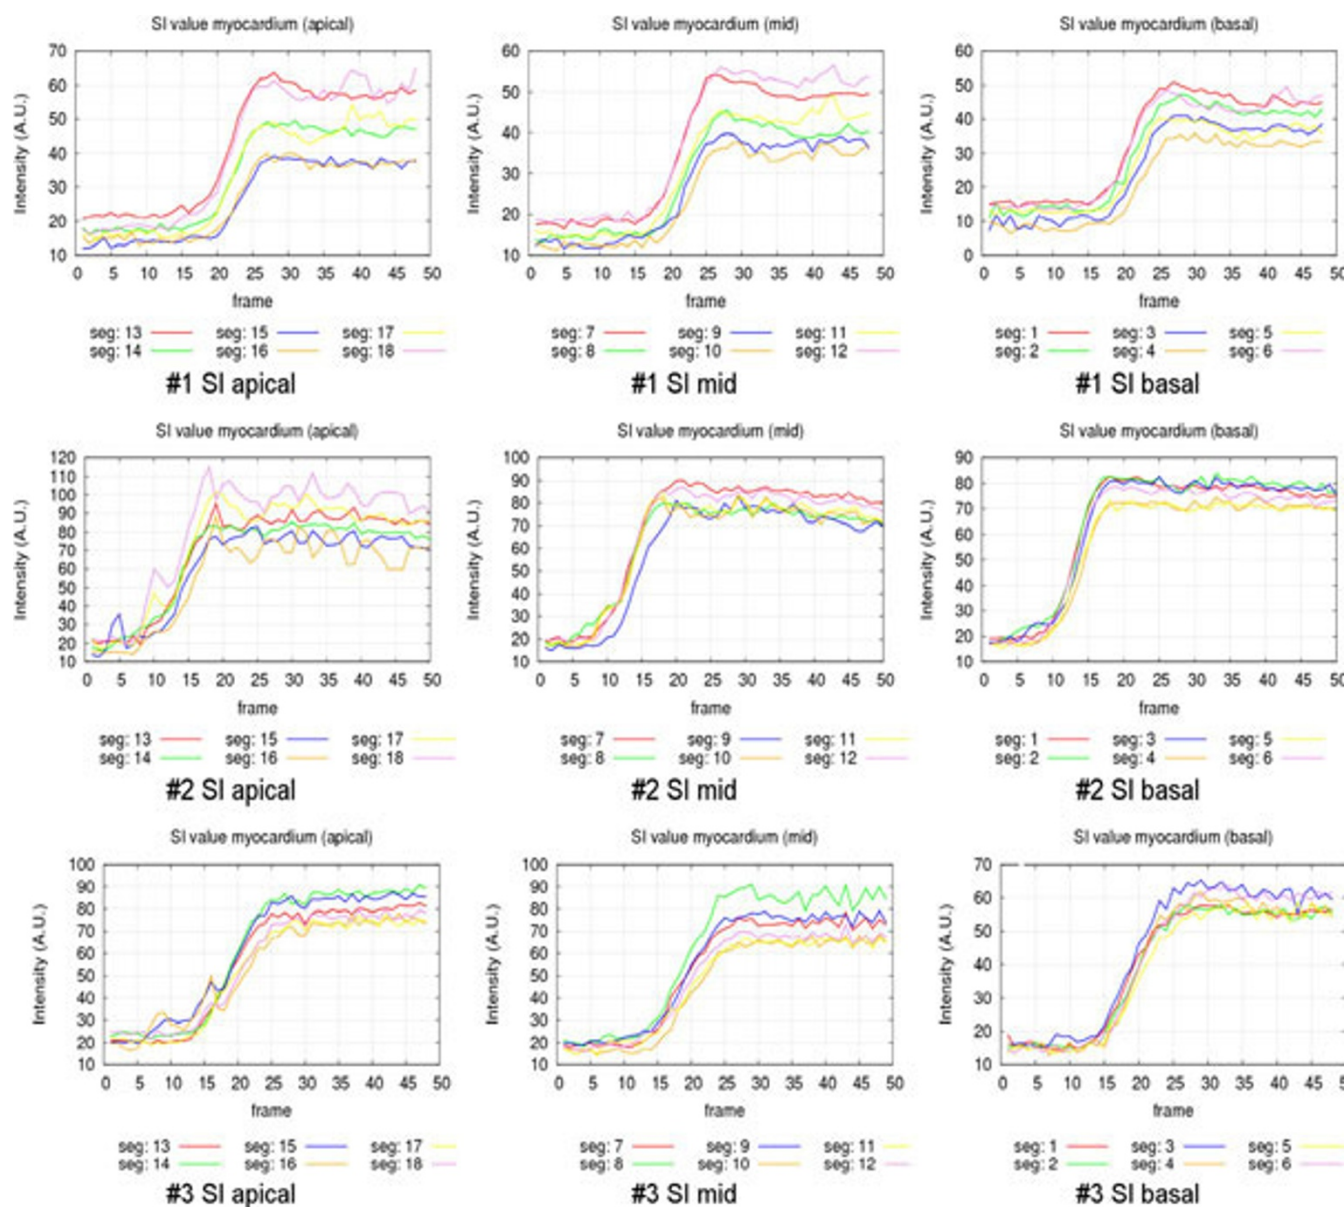 SI value myocardium (apical)
70
60
50
40
30
20
10
Intensity (A.U.)
0 5 10 15 20 25 30 35 40 45 50
frame
seg: 13 seg: 15 seg: 17
seg: 14 seg: 16 seg: 18
#1 SI apical
SI value myocardium (mid)
60
50
40
30
20
10
Intensity (A.U.)
0 5 10 15 20 25 30 35 40 45 50
frame
seg: 7 seg: 9 seg: 11
seg: 8 seg: 10 seg: 12
#1 SI mid
SI value myocardium (basal)
60
50
40
30
20
10
0
Intensity (A.U.)
0 5 10 15 20 25 30 35 40 45 50
frame
seg: 1 seg: 3 seg: 5
seg: 2 seg: 4 seg: 6
#1 SI basal
SI value myocardium (apical)
120
110
100
90
80
70
60
50
40
30
20
10
Intensity (A.U.)
0 5 10 15 20 25 30 35 40 45 50
frame
seg: 13 seg: 15 seg: 17
seg: 14 seg: 16 seg: 18
#2 SI apical
SI value myocardium (mid)
100
90
80
70
60
50
40
30
20
10
Intensity (A.U.)
0 5 10 15 20 25 30 35 40 45 50
frame
seg: 7 seg: 9 seg: 11
seg: 8 seg: 10 seg: 12
#2 SI mid
SI value myocardium (basal)
90
80
70
60
50
40
30
20
10
Intensity (A.U.)
0 5 10 15 20 25 30 35 40 45 50
frame
seg: 1 seg: 3 seg: 5
seg: 2 seg: 4 seg: 6
#2 SI basal
SI value myocardium (apical)
100
90
80
70
60
50
40
30
20
10
Intensity (A.U.)
0 5 10 15 20 25 30 35 40 45 50
frame
seg: 13 seg: 15 seg: 17
seg: 14 seg: 16 seg: 18
#3 SI apical
SI value myocardium (mid)
100
90
80
70
60
50
40
30
20
10
Intensity (A.U.)
0 5 10 15 20 25 30 35 40 45 50
frame
seg: 7 seg: 9 seg: 11
seg: 8 seg: 10 seg: 12
#3 SI mid
SI value myocardium (basal)
70
60
50
40
30
20
10
Intensity (A.U.)
0 5 10 15 20 25 30 35 40 45
frame
seg: 1 seg: 3 seg: 5
seg: 2 seg: 4 seg: 6
#3 SI basal